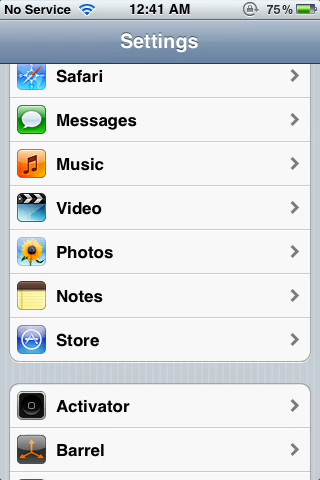 No Service 12:41 AM 75%
Settings
Safari
Messages
Music
Video
Photos
Notes
Store
Activator
Barrel